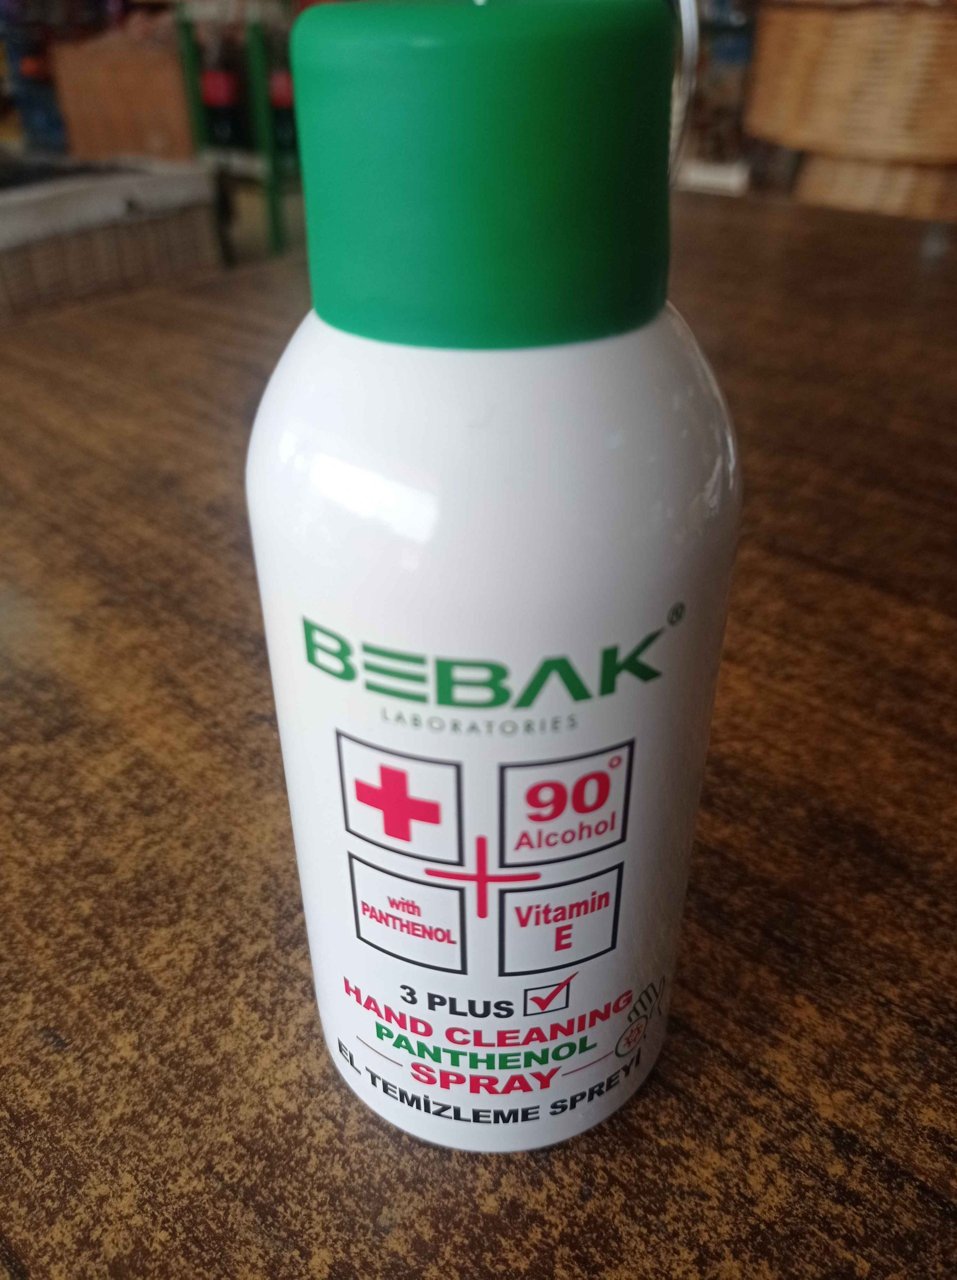 BEBAK®
LABORATORIES
90°
Alcohol
with
PANTHENOL
Vitamin
E
3 PLUS
HAND CLEANING
PANTHENOL
SPRAY
EL TEMİZLEME SPREYİ